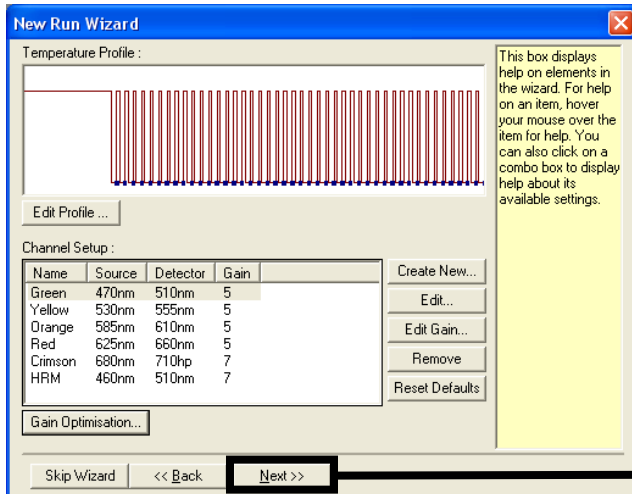 New Run Wizard
Temperature Profile :
Edit Profile ...
Channel Setup :
Name Source Detector Gain
Green 470nm 510nm 5
Yellow 530nm 555nm 5
Orange 585nm 610nm 5
Red 625nm 660nm 5
Crimson 680nm 710hp 7
HRM 460nm 510nm 7
Create New...
Edit...
Edit Gain...
Remove
Reset Defaults
Gain Optimisation...
Skip Wizard << Back Next >>
This box displays
help on elements in
the wizard. For help
on an item, hover
your mouse over the
item for help. You
can also click on a
combo box to display
help about its
available settings.